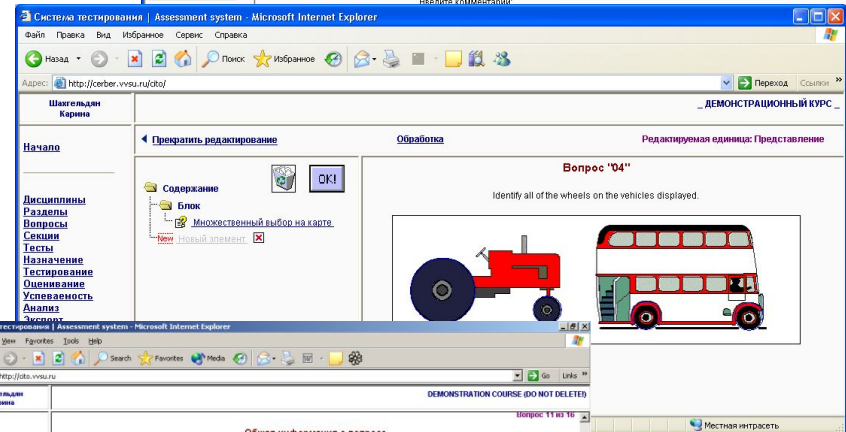 Введите комментарии:
Система тестирования | Assessment system - Microsoft Internet Explorer
Файл Правка Вид Избранное Сервис Справка
Назад Поиск Избранное
Адрес: http://cerber.vvsu.ru/cito/ Переход Ссылки »
Шахгельдян
Карина
_ ДЕМОНСТРАЦИОННЫЙ КУРС _
Начало
Прекратить редактирование Обработка Редактируемая единица: Представление
Дисциплины
Разделы
Вопросы
Секции
Тесты
Назначение
Тестирование
Оценивание
Успеваемость
Анализ
Экспорт
OK!
Содержание
Блок
Множественный выбор на карте
New Новый элемент
Вопрос "04"
Identify all of the wheels on the vehicles displayed.
тестирования | Assessment system - Microsoft Internet Explorer
View Favorites Tools Help
Search Favorites Media
http://cito.vvsu.ru Go Links »
DEMONSTRATION COURSE (DO NOT DELETE!)
Вопрос 11 из 16
Общая информация о вопросе
Местная интрасеть